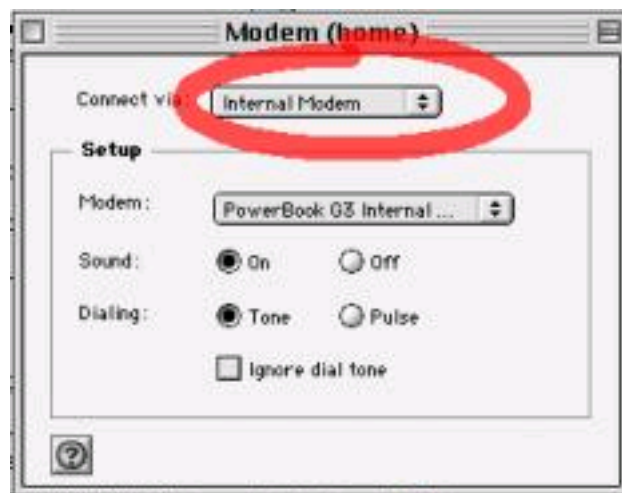 Modem (home)
Connect via: Internal Modem
Setup
Modem: PowerBook G3 Internal ...
Sound: On Off
Dialing: Tone Pulse
Ignore dial tone
?